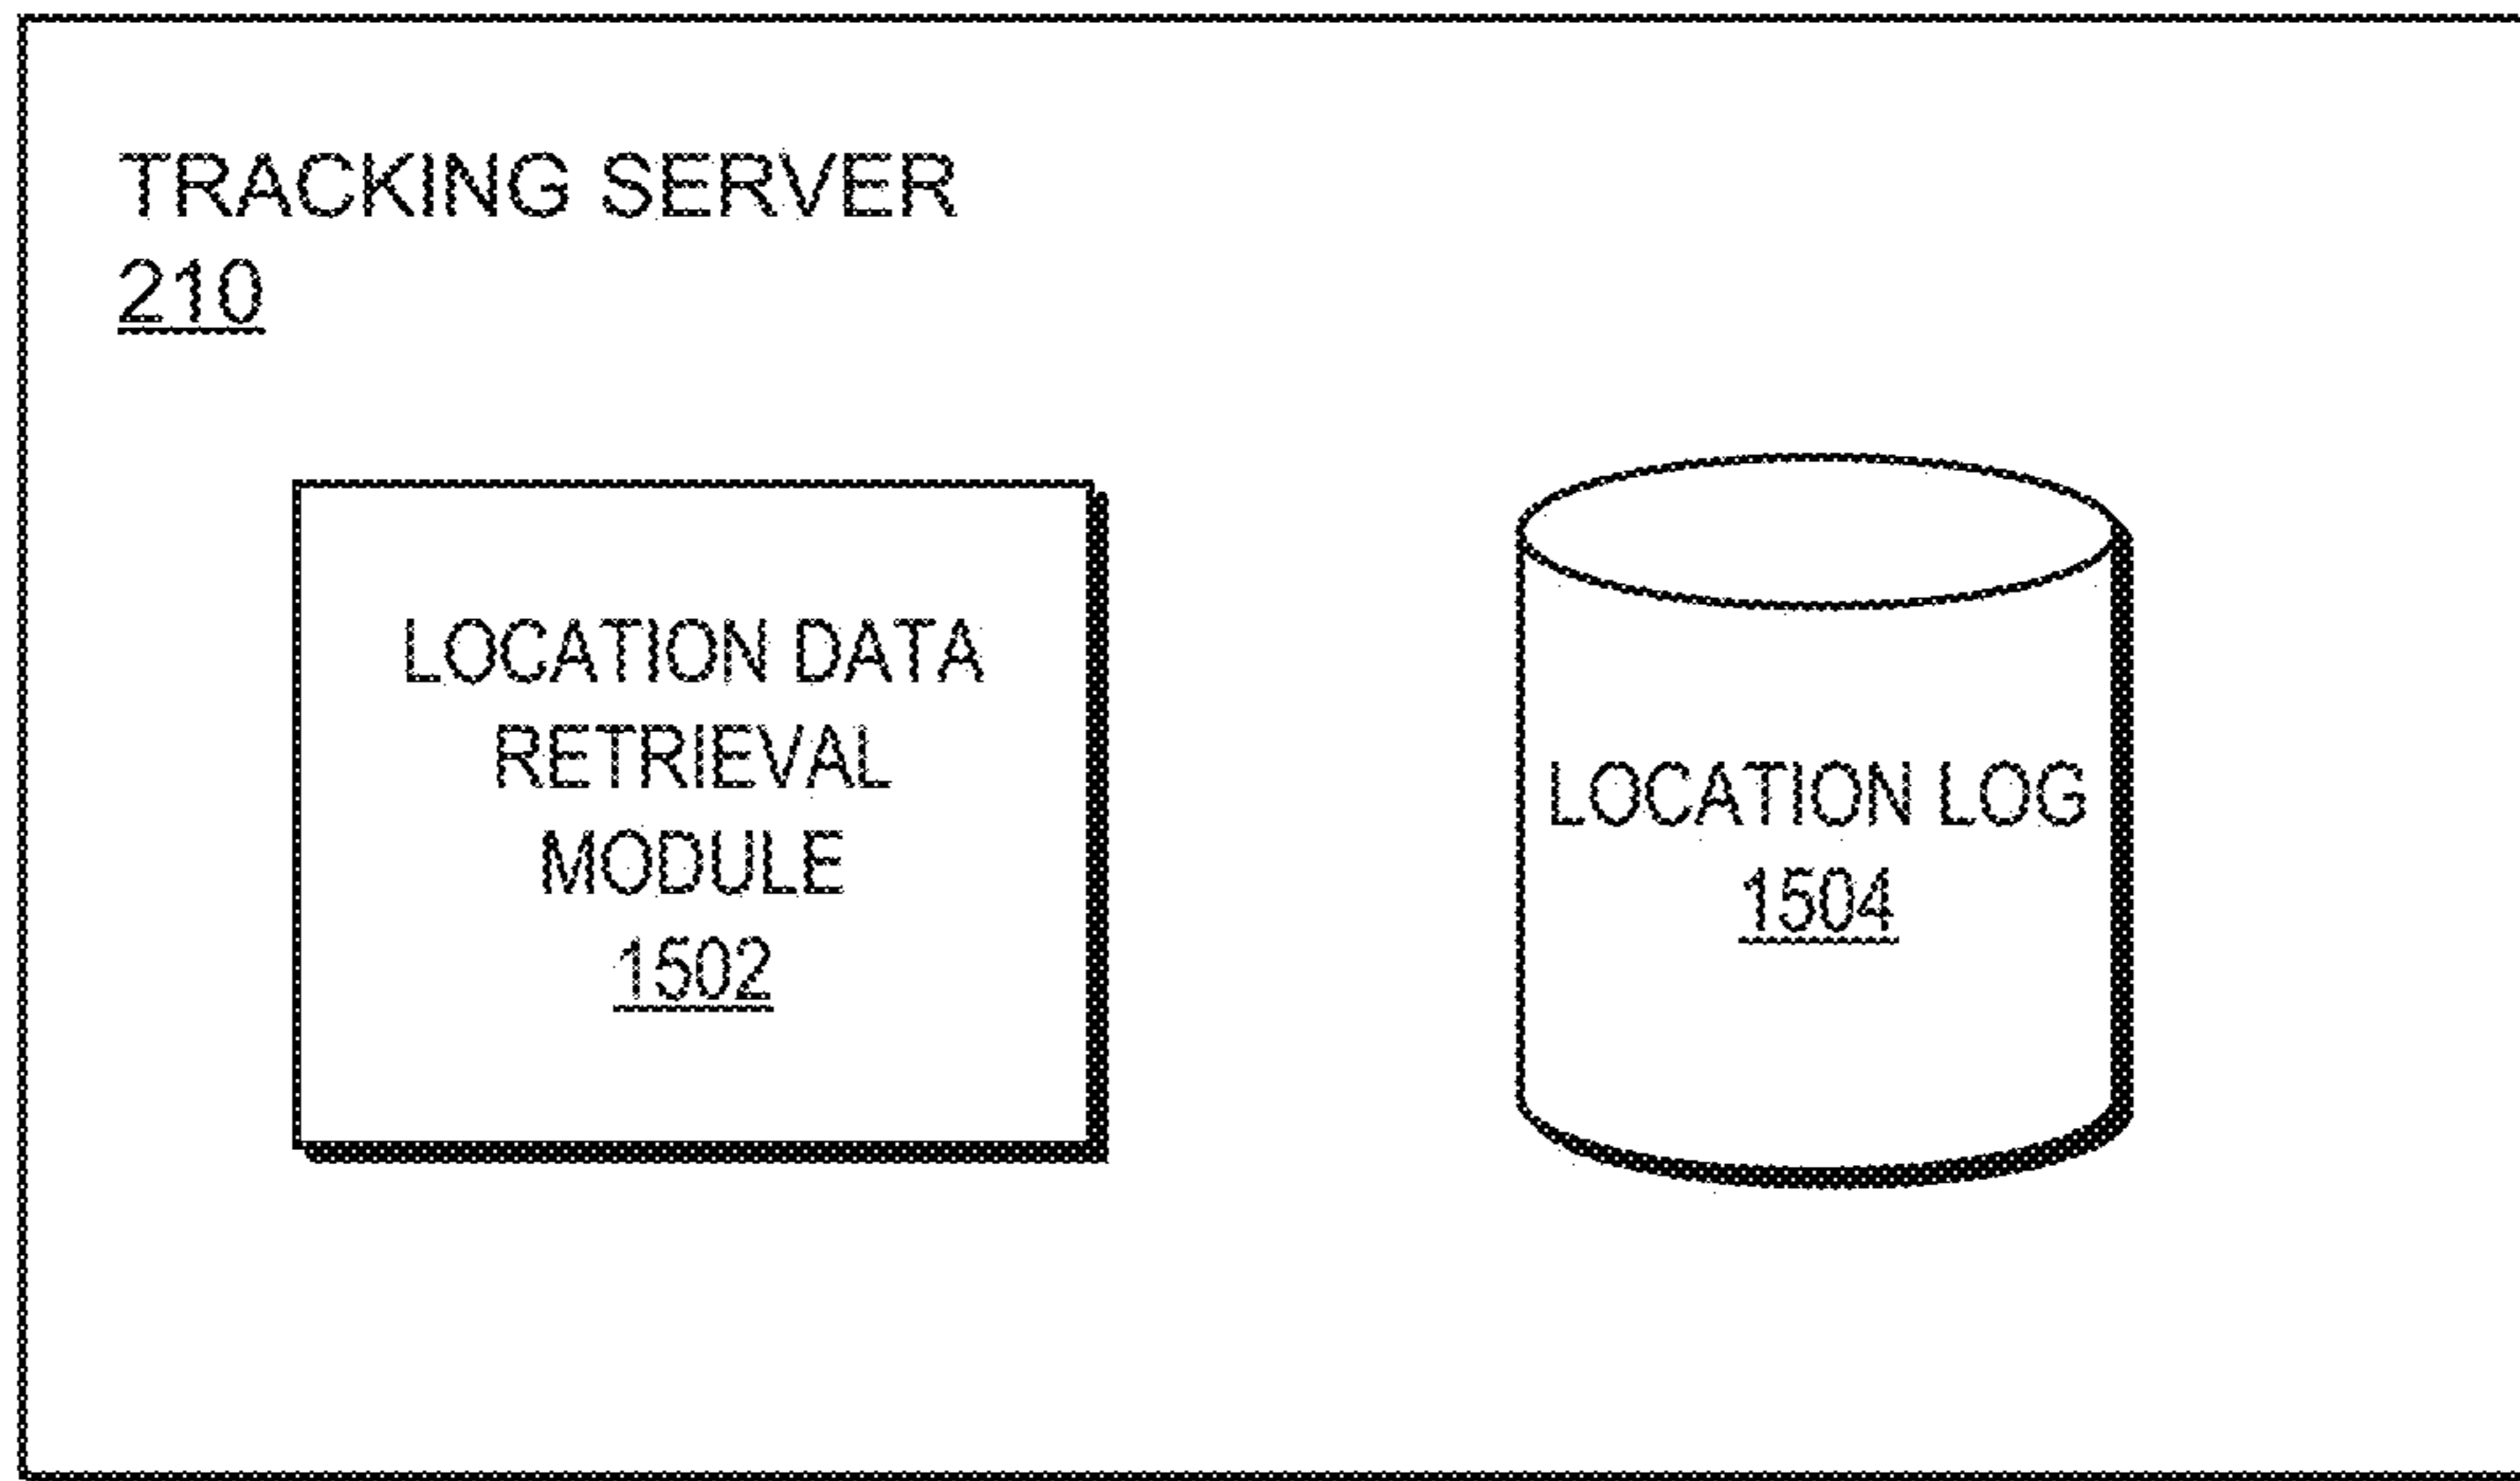 TRACKING SERVER
210
LOCATION DATA
RETRIEVAL
MODULE
1502
LOCATION LOG
1504